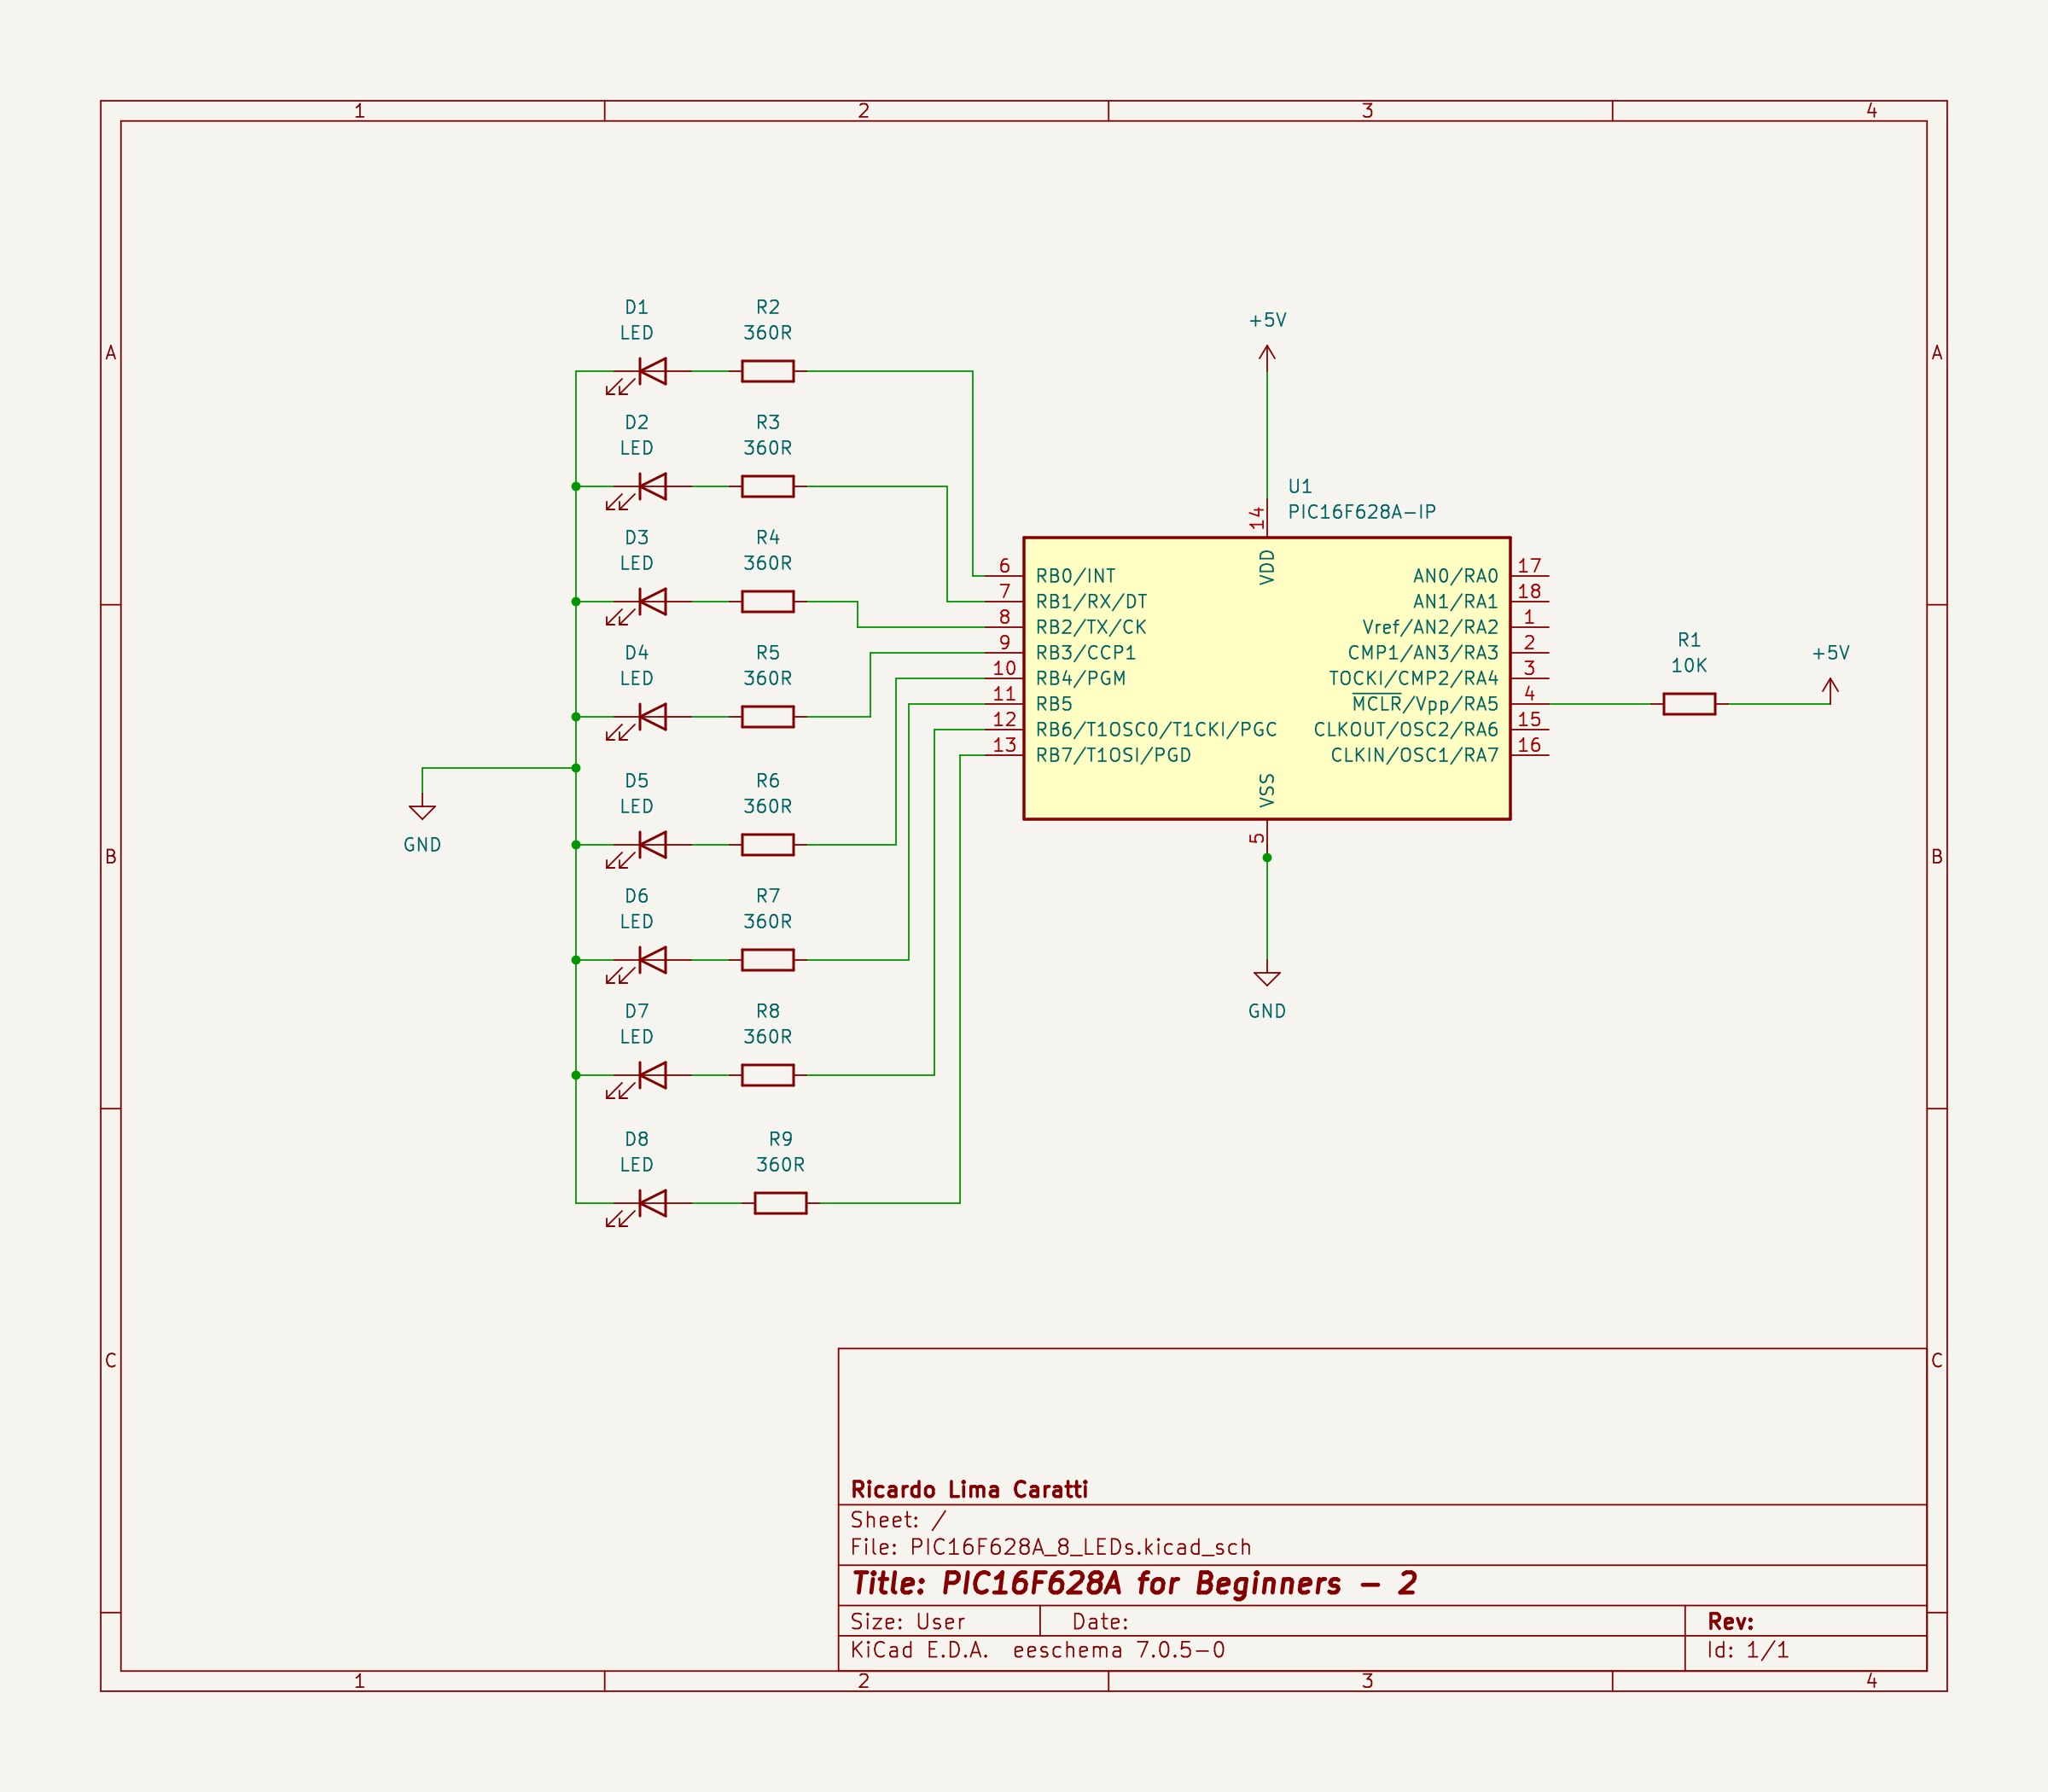 1 2 3 4
A A
B B
C C
D1
LED
R2
360R
D2
LED
R3
360R
D3
LED
R4
360R
D4
LED
R5
360R
GND
D5
LED
R6
360R
D6
LED
R7
360R
D7
LED
R8
360R
D8
LED
R9
360R
+5V
U1
PIC16F628A-IP
14
VDD
6 RB0/INT
7 RB1/RX/DT
8 RB2/TX/CK
9 RB3/CCP1
10 RB4/PGM
11 RB5
12 RB6/T1OSC0/T1CKI/PGC
13 RB7/T1OSI/PGD
AN0/RA0 17
AN1/RA1 18
Vref/AN2/RA2 1
CMP1/AN3/RA3 2
TOCKI/CMP2/RA4 3
MCLR/Vpp/RA5 4
CLKOUT/OSC2/RA6 15
CLKIN/OSC1/RA7 16
VSS
5
GND
R1
10K
+5V
Ricardo Lima Caratti
Sheet: /
File: PIC16F628A_8_LEDs.kicad_sch
Title: PIC16F628A for Beginners - 2
Size: User Date: Rev:
KiCad E.D.A. eeschema 7.0.5-0 Id: 1/1
1 2 3 4